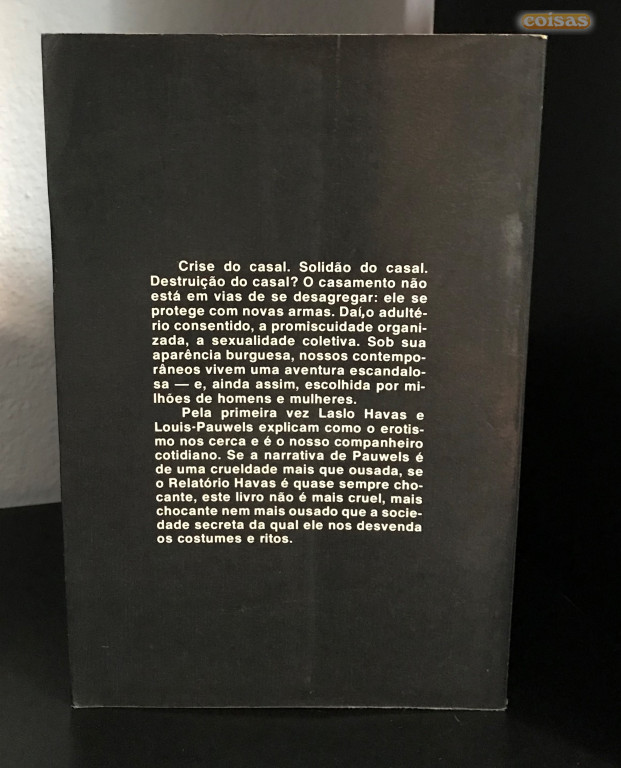 coisas
Crise do casal. Solidão do casal.
Destruição do casal? O casamento não
está em vias de se desagregar: ele se
protege com novas armas. Daí,o adulté-
rio consentido, a promiscuidade organi-
zada, a sexualidade coletiva. Sob sua
aparência burguesa, nossos contempo-
râneos vivem uma aventura escandalo-
sa — e, ainda assim, escolhida por mi-
lhões de homens e mulheres.
Pela primeira vez Laslo Havas e
Louis-Pauwels explicam como o erotis-
mo nos cerca e é o nosso companheiro
cotidiano. Se a narrativa de Pauwels é
de uma crueldade mais que ousada, se
o Relatório Havas é quase sempre cho-
cante, este livro não é mais cruel, mais
chocante nem mais ousado que a socie-
dade secreta da qual ele nos desvenda
os costumes e ritos.